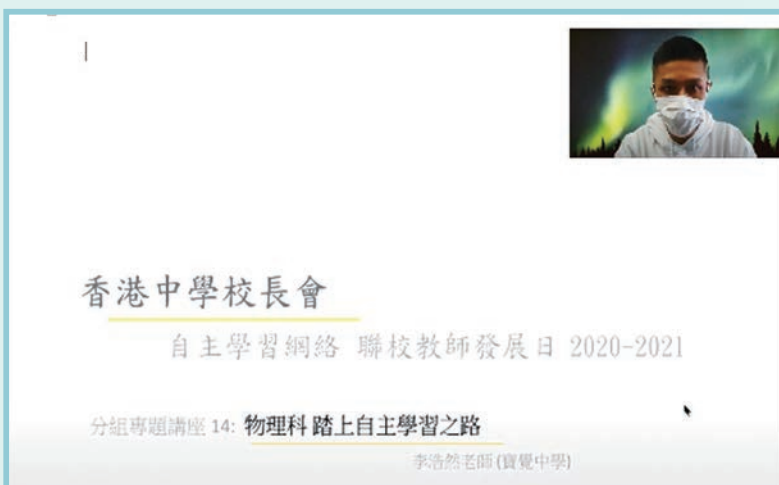 香港中學校長會
自主學習網絡 聯校教師發展日 2020-2021
分組專題講座 14: 物理科 踏上自主學習之路
李浩然老師 (寶覺中學)